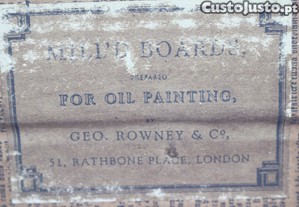 CustoJusto.pt
MILL'D BOARDS,
PREPARED
FOR OIL PAINTING,
BY
GEO. ROWNEY & Cº,
51, RATHBONE PLACE, LONDON